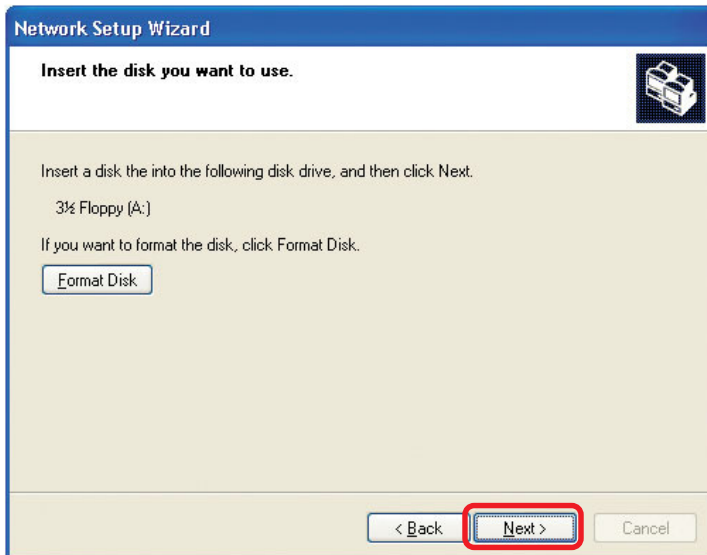 Network Setup Wizard
Insert the disk you want to use.
Insert a disk the into the following disk drive, and then click Next.
3½ Floppy (A:)
If you want to format the disk, click Format Disk.
Format Disk
< Back Next > Cancel